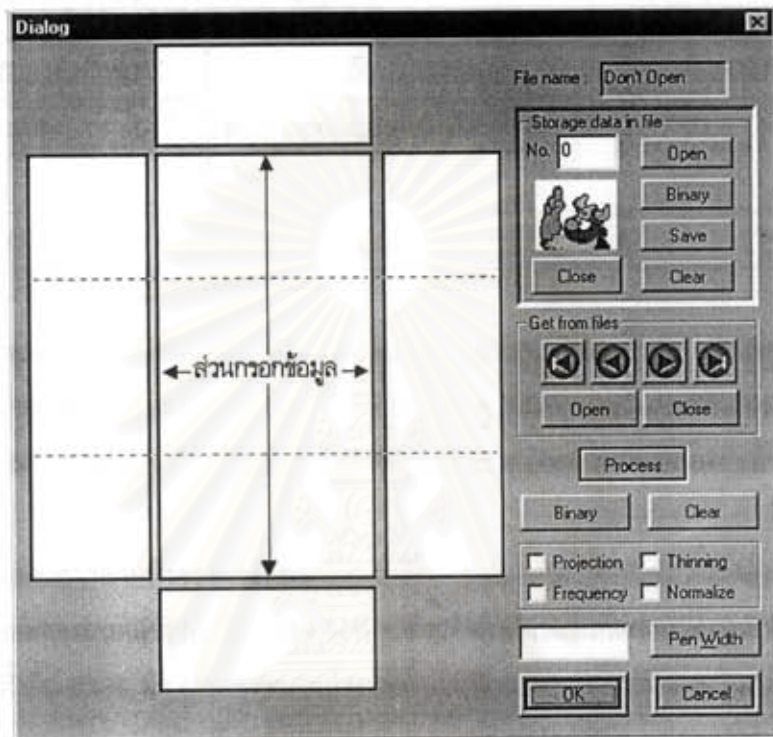 Dialog
File name : Don't Open
Storage data in file
No. 0
Open
Binary
Save
Close
Clear
ส่วนกรอกข้อมูล
Get from files
Open
Close
Process
Binary
Clear
Projection
Thinning
Frequency
Normalize
Pen Width
OK
Cancel